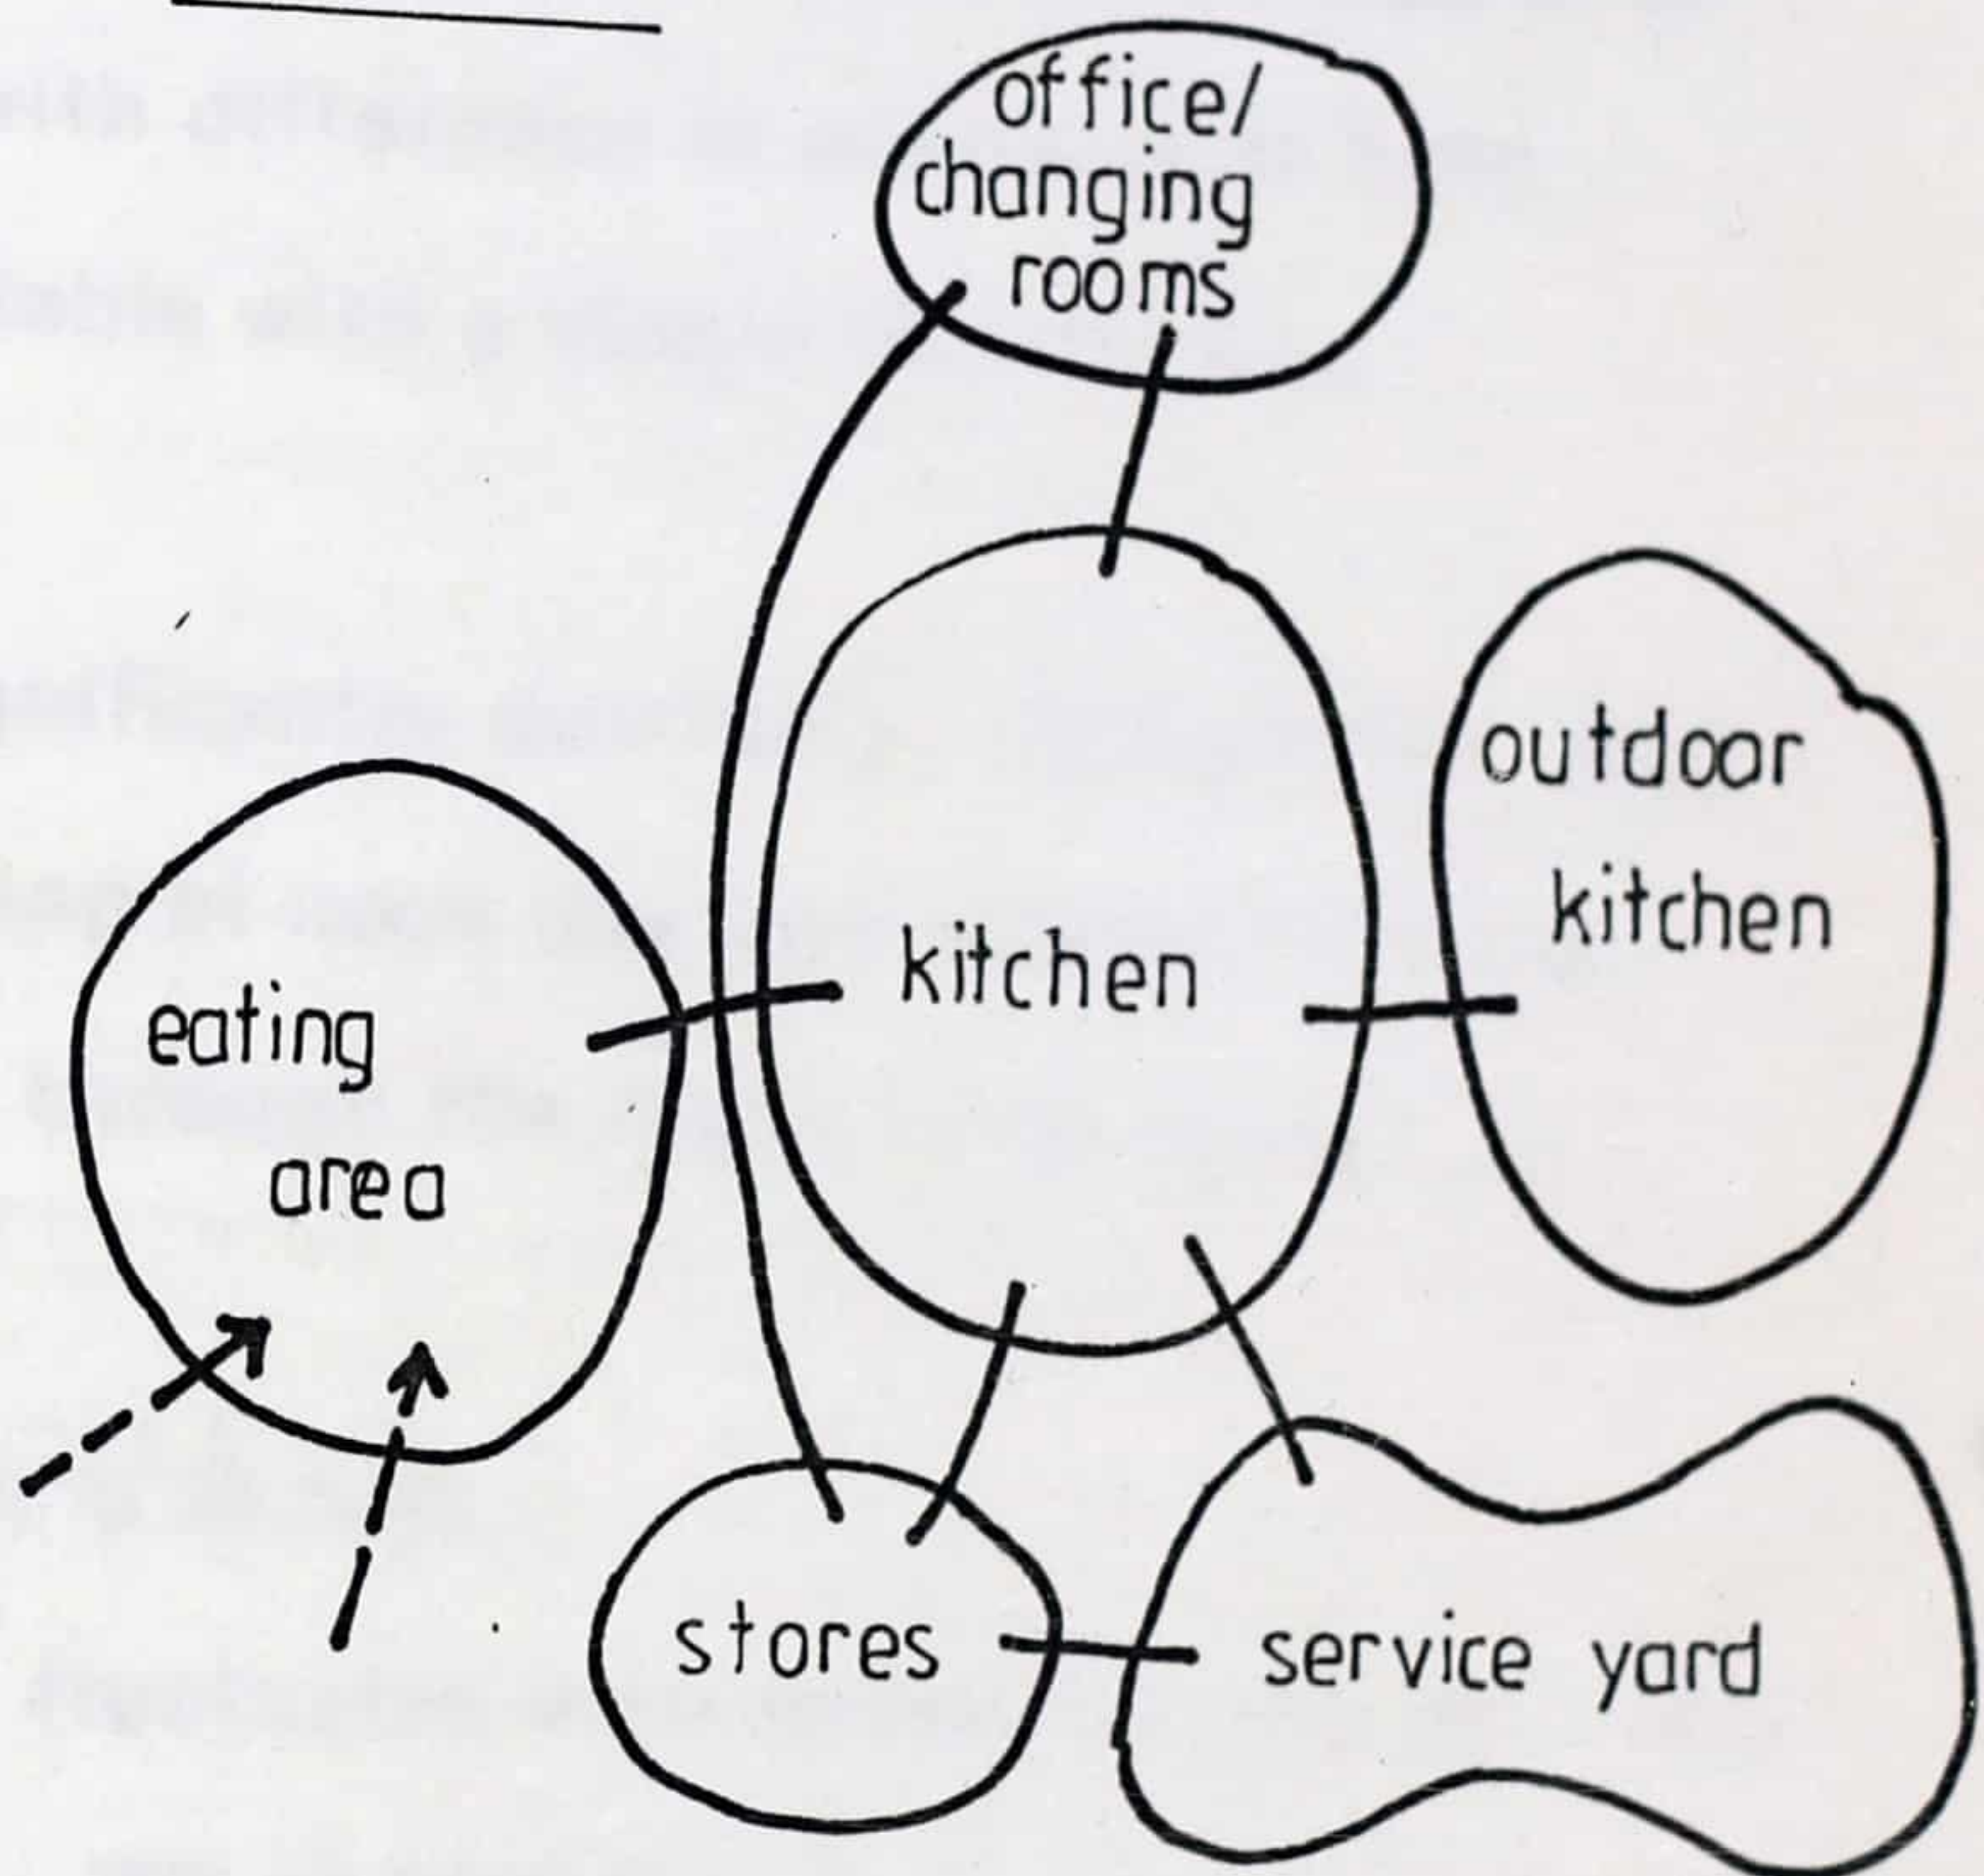 office/
changing
rooms
outdoor
kitchen
kitchen
eating
area
stores
service yard